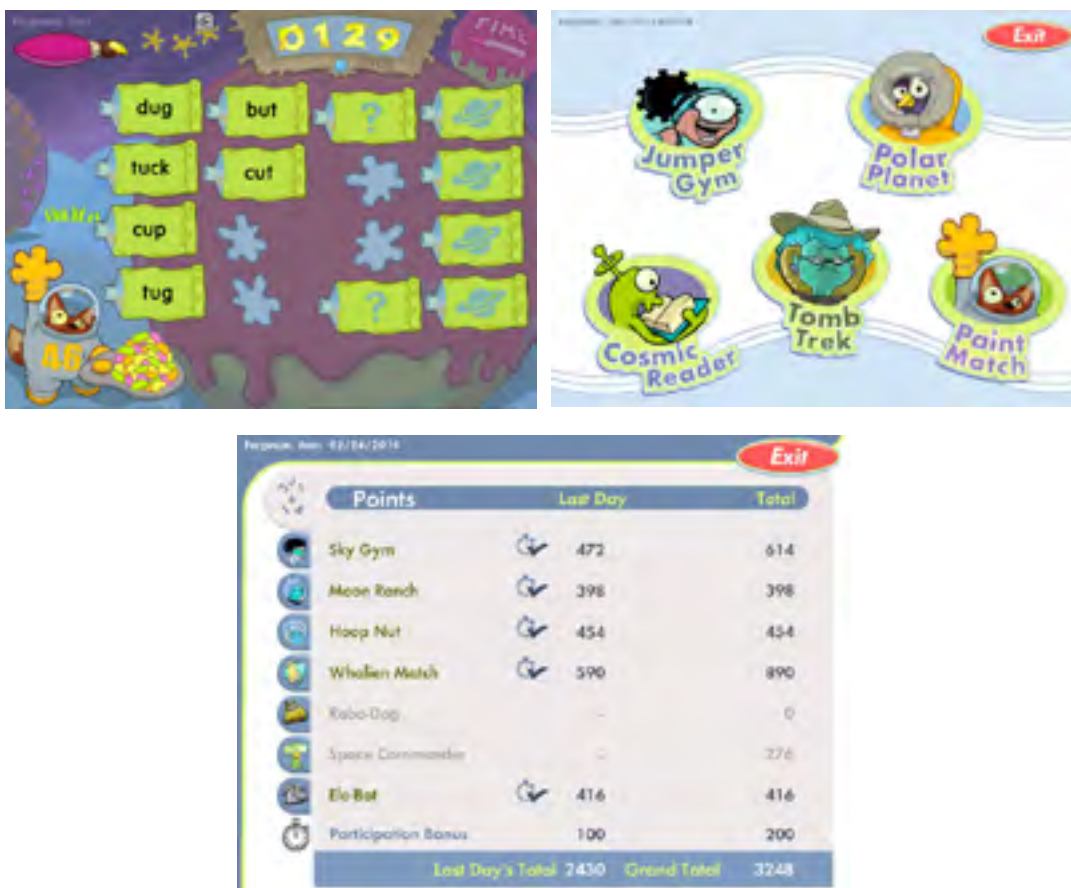 0129
TIME
dug but ?
tuck cut
cup
tug ?
46
Exit
Jumper
Gym
Polar
Planet
Cosmic
Reader
Tomb
Trek
Paint
Match
Exit
Points Last Day Total
Sky Gym 472 614
Moon Ranch 398 398
Hoop Nut 454 454
Whalien Match 590 890
Robo-Dog - 0
Space Commander - 276
Ele-Bot 416 416
Participation Bonus 100 200
Last Day's Total 2430 Grand Total 3248